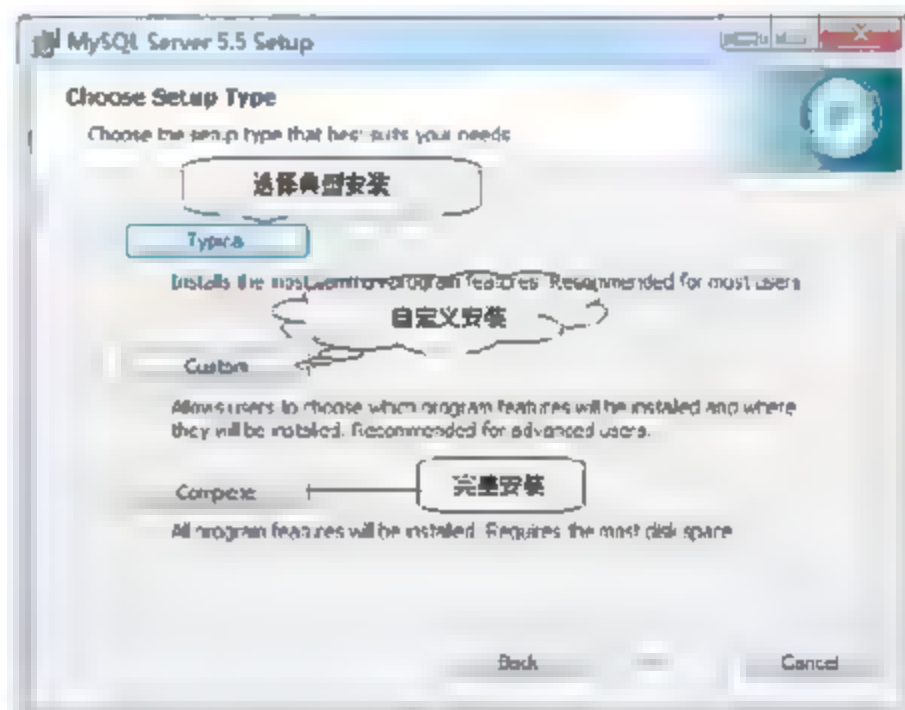 MySQL Server 5.5 Setup
Choose Setup Type
Choose the setup type that best suits your needs
选择典型安装
Typical
Installs the most common program features. Recommended for most users.
自定义安装
Custom
Allows users to choose which program features will be installed and where
they will be installed. Recommended for advanced users.
完整安装
Complete
All program features will be installed. Requires the most disk space.
Back
Cancel